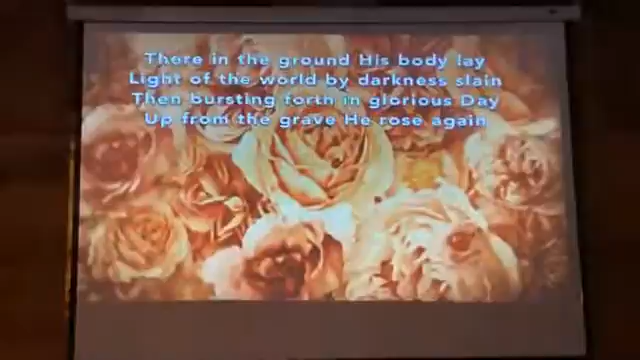 There in the ground His body lay
Light of the world by darkness slain
Then bursting forth in glorious Day
Up from the grave He rose again